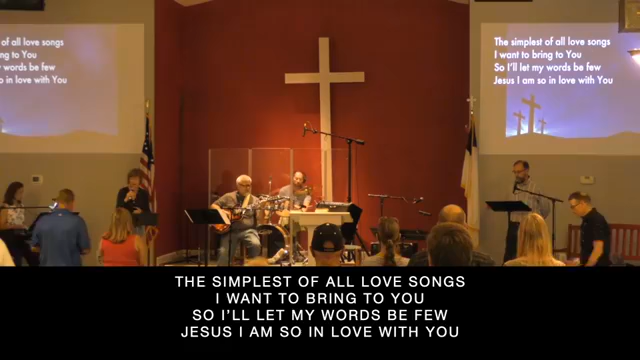 of all love songs
to bring to You
y words be few
so in love with You
The simplest of all love songs
I want to bring to You
So I'll let my words be few
Jesus I am so in love with You
THE SIMPLEST OF ALL LOVE SONGS
I WANT TO BRING TO YOU
SO I'LL LET MY WORDS BE FEW
JESUS I AM SO IN LOVE WITH YOU